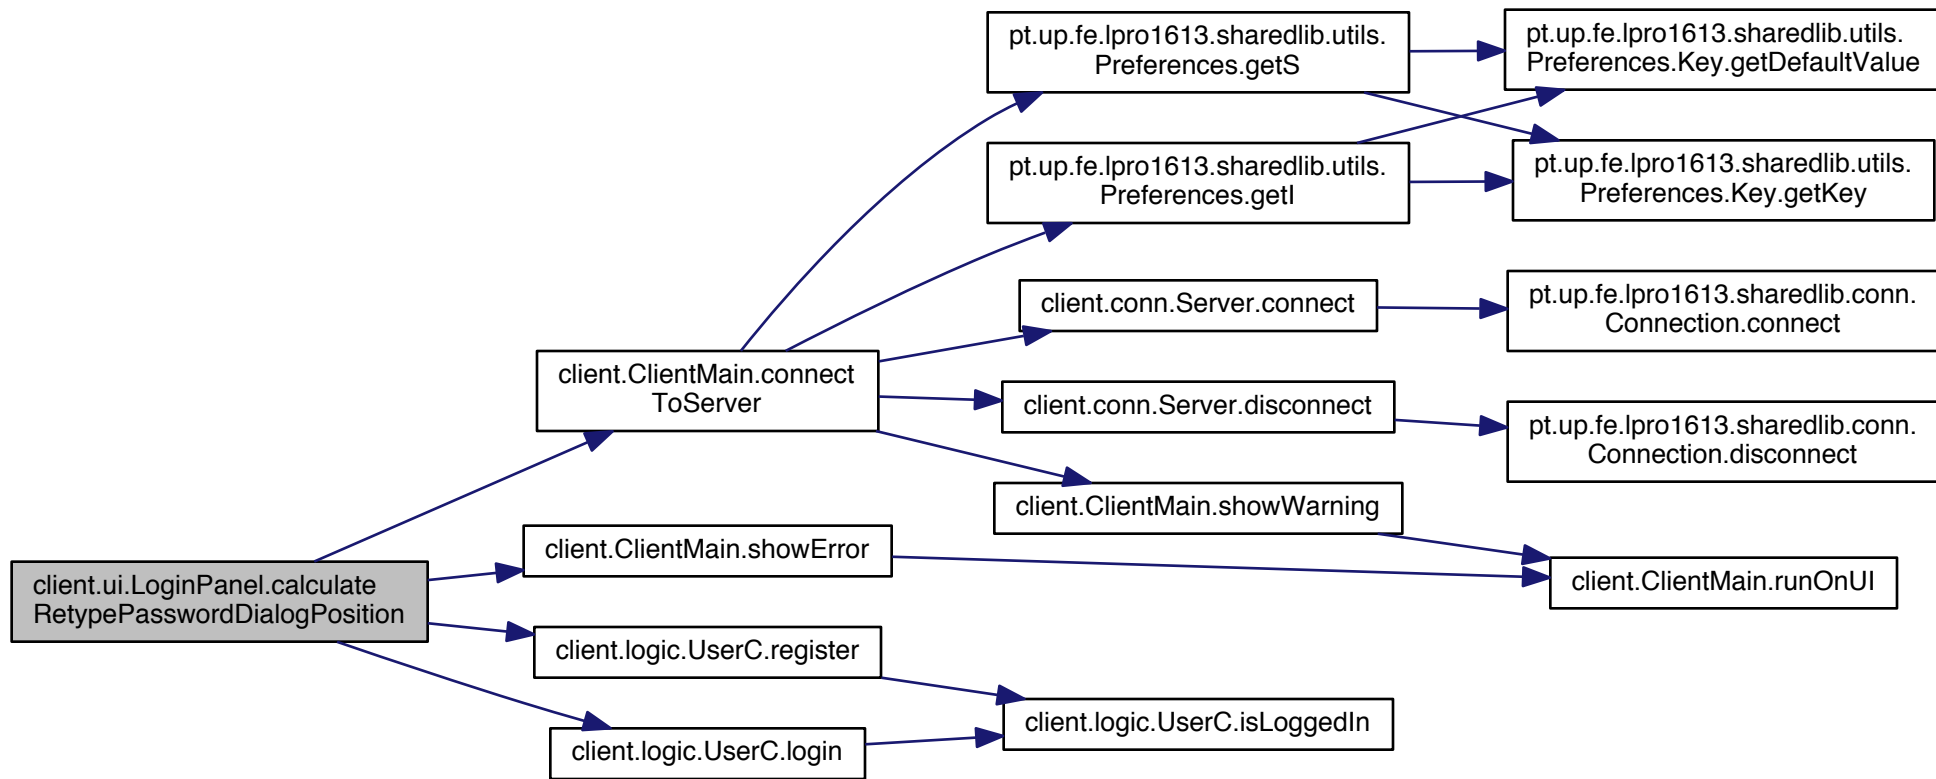 pt.up.fe.lpro1613.sharedlib.utils.
Preferences.getS
pt.up.fe.lpro1613.sharedlib.utils.
Preferences.Key.getDefaultValue
pt.up.fe.lpro1613.sharedlib.utils.
Preferences.getI
pt.up.fe.lpro1613.sharedlib.utils.
Preferences.Key.getKey
client.conn.Server.connect
pt.up.fe.lpro1613.sharedlib.conn.
Connection.connect
client.ClientMain.connect
ToServer
client.conn.Server.disconnect
pt.up.fe.lpro1613.sharedlib.conn.
Connection.disconnect
client.ClientMain.showWarning
client.ClientMain.showError
client.ClientMain.runOnUI
client.ui.LoginPanel.calculate
RetypePasswordDialogPosition
client.logic.UserC.register
client.logic.UserC.isLoggedIn
client.logic.UserC.login